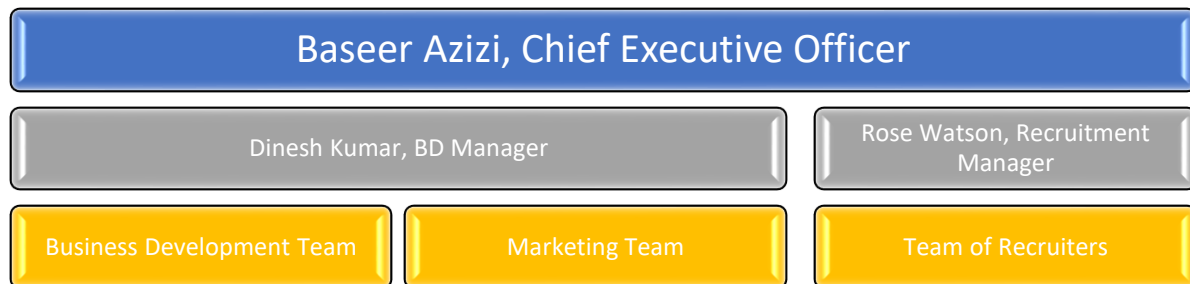 Baseer Azizi, Chief Executive Officer
Dinesh Kumar, BD Manager
Rose Watson, Recruitment
Manager
Business Development Team
Marketing Team
Team of Recruiters